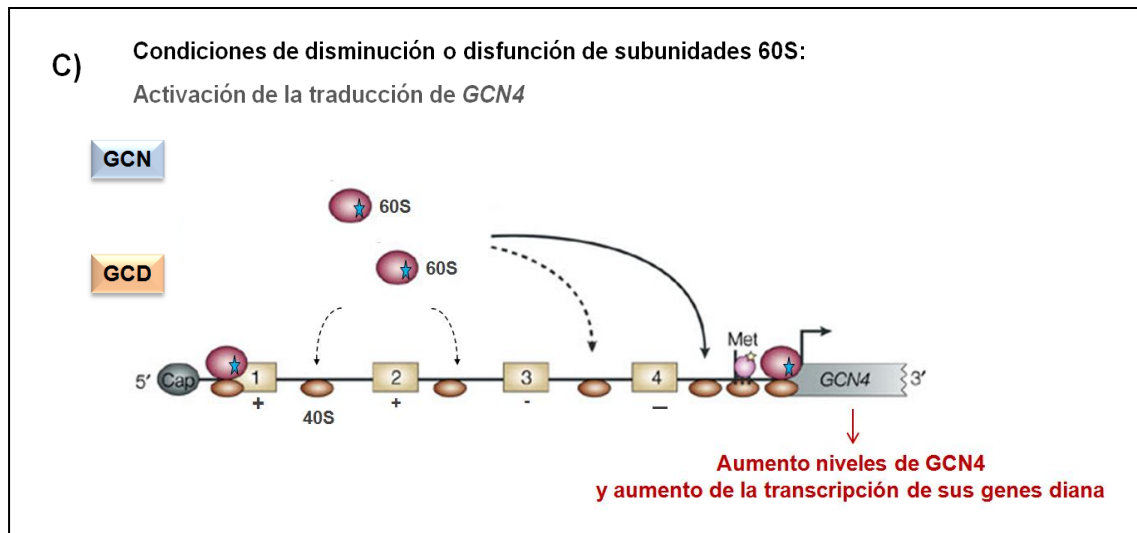 C)
Condiciones de disminución o disfunción de subunidades 60S:
Activación de la traducción de GCN4
GCN
60S
GCD
60S
Met
5′ Cap 1 2 3 4 GCN4 3′
+ + - –
40S
Aumento niveles de GCN4
y aumento de la transcripción de sus genes diana